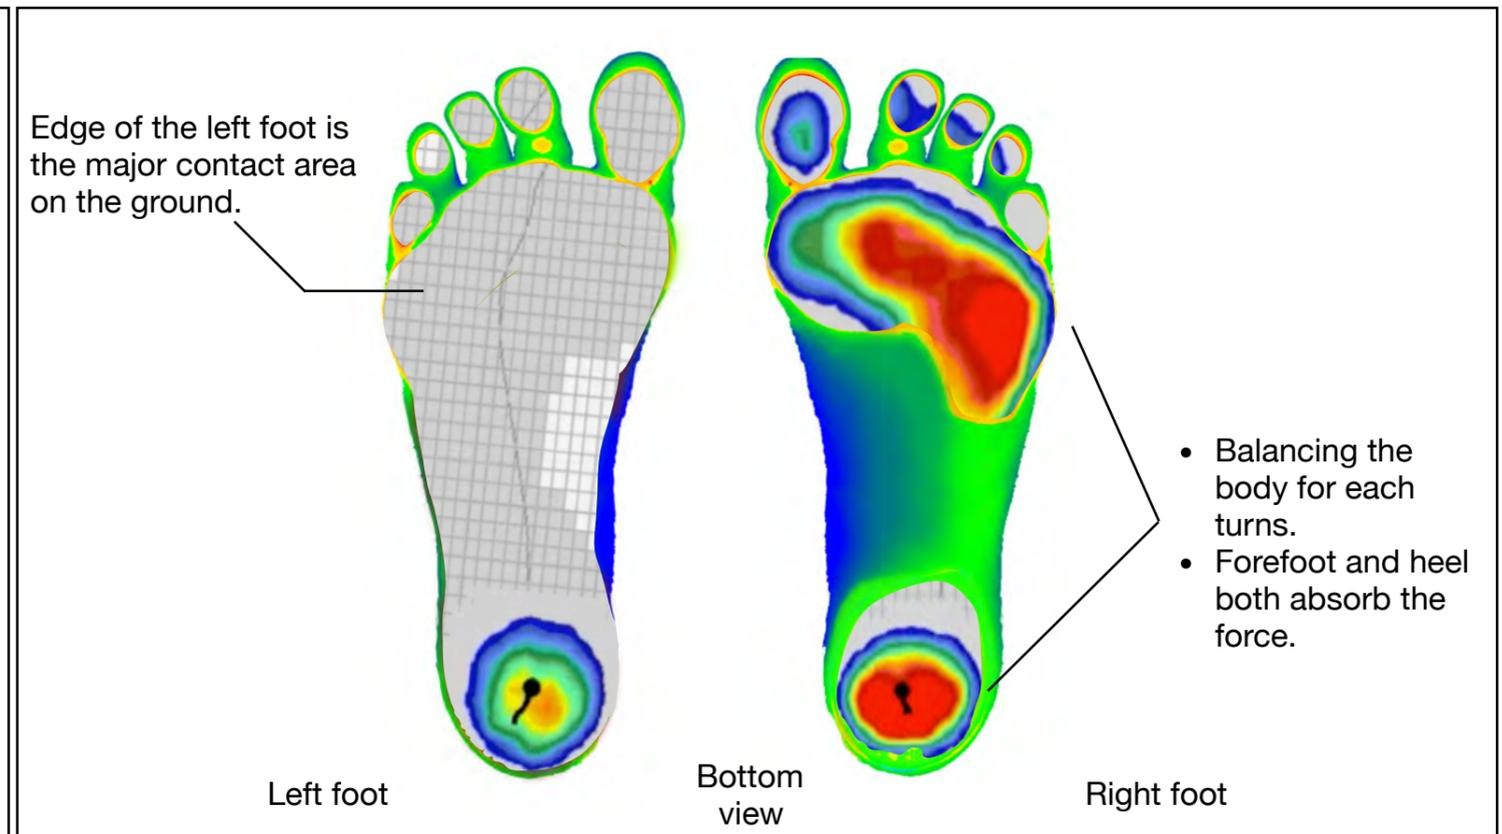 Edge of the left foot is
the major contact area
on the ground.
• Balancing the
body for each
turns.
• Forefoot and heel
both absorb the
force.
Left foot
Bottom
view
Right foot